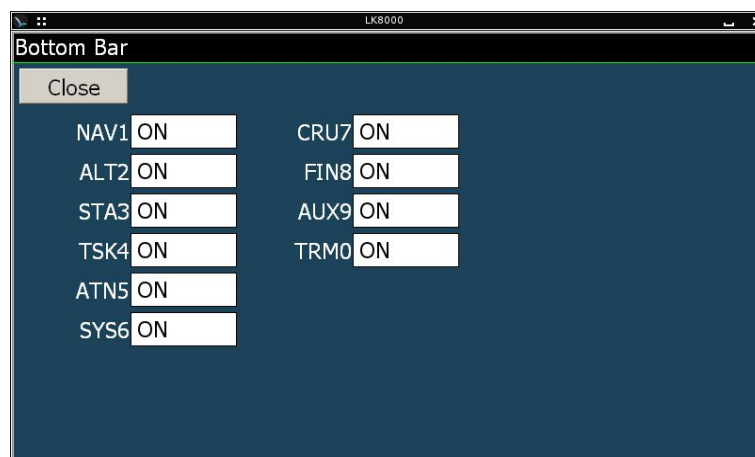 LK8000
Bottom Bar
Close
NAV1 ON CRU7 ON
ALT2 ON FIN8 ON
STA3 ON AUX9 ON
TSK4 ON TRM0 ON
ATN5 ON
SYS6 ON